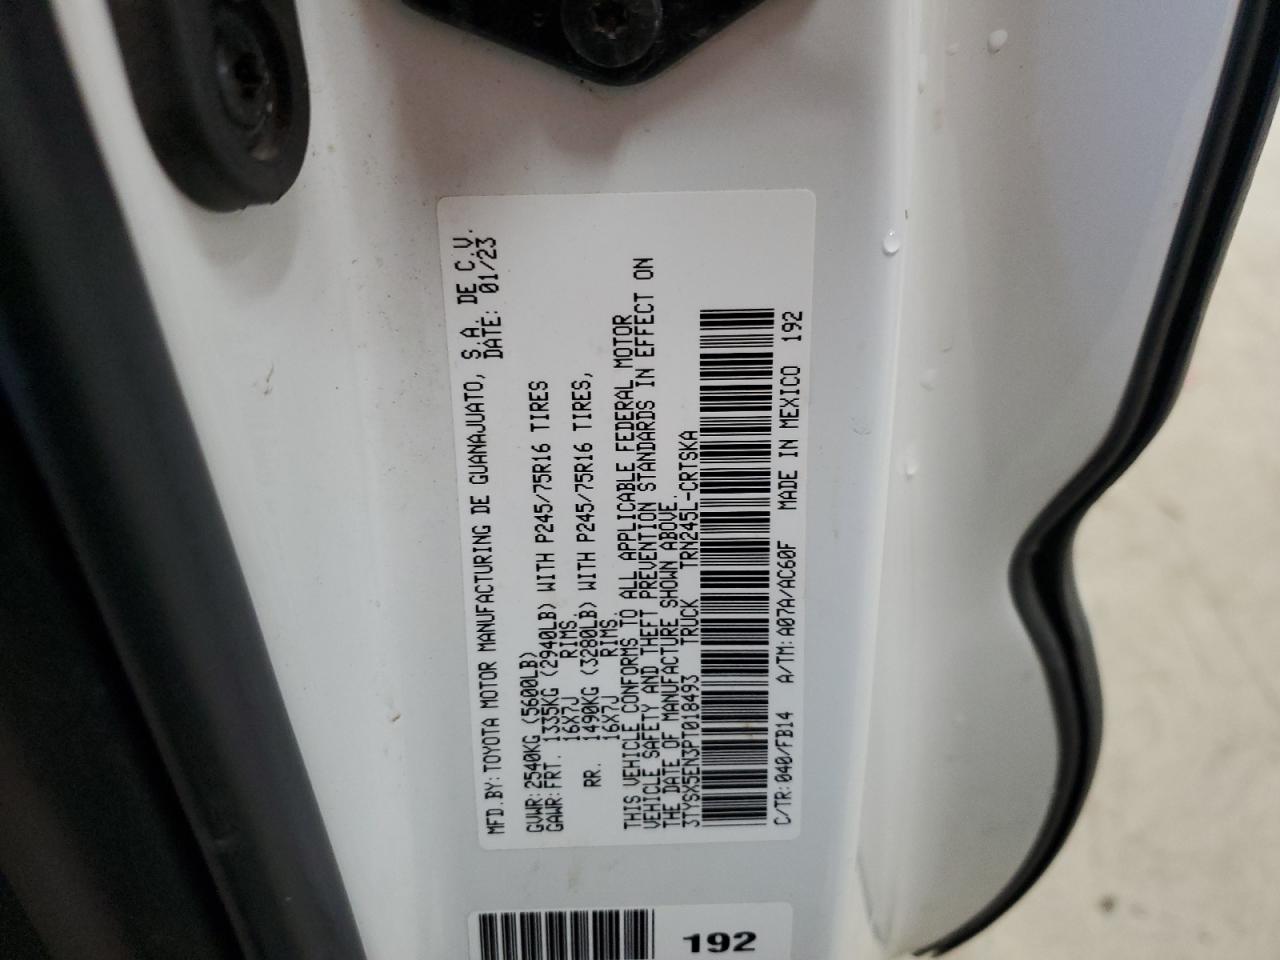 MFD.BY:TOYOTA MOTOR MANUFACTURING DE GUANAJUATO, S.A. DE C.V.
DATE: 01/23
GVWR:2540KG (5600LB)
GAWR:FRT. 1335KG (2940LB) WITH P245/75R16 TIRES
16X7J RIMS,
RR. 1490KG (3280LB) WITH P245/75R16 TIRES,
16X7J RIMS.
THIS VEHICLE CONFORMS TO ALL APPLICABLE FEDERAL MOTOR
VEHICLE SAFETY AND THEFT PREVENTION STANDARDS IN EFFECT ON
THE DATE OF MANUFACTURE SHOWN ABOVE.
3TYSX5EN3PT018493 TRUCK TRN245L-CRTSKA
C/TR:040/FB14 A/TM:A07A/AC60F MADE IN MEXICO 192
192